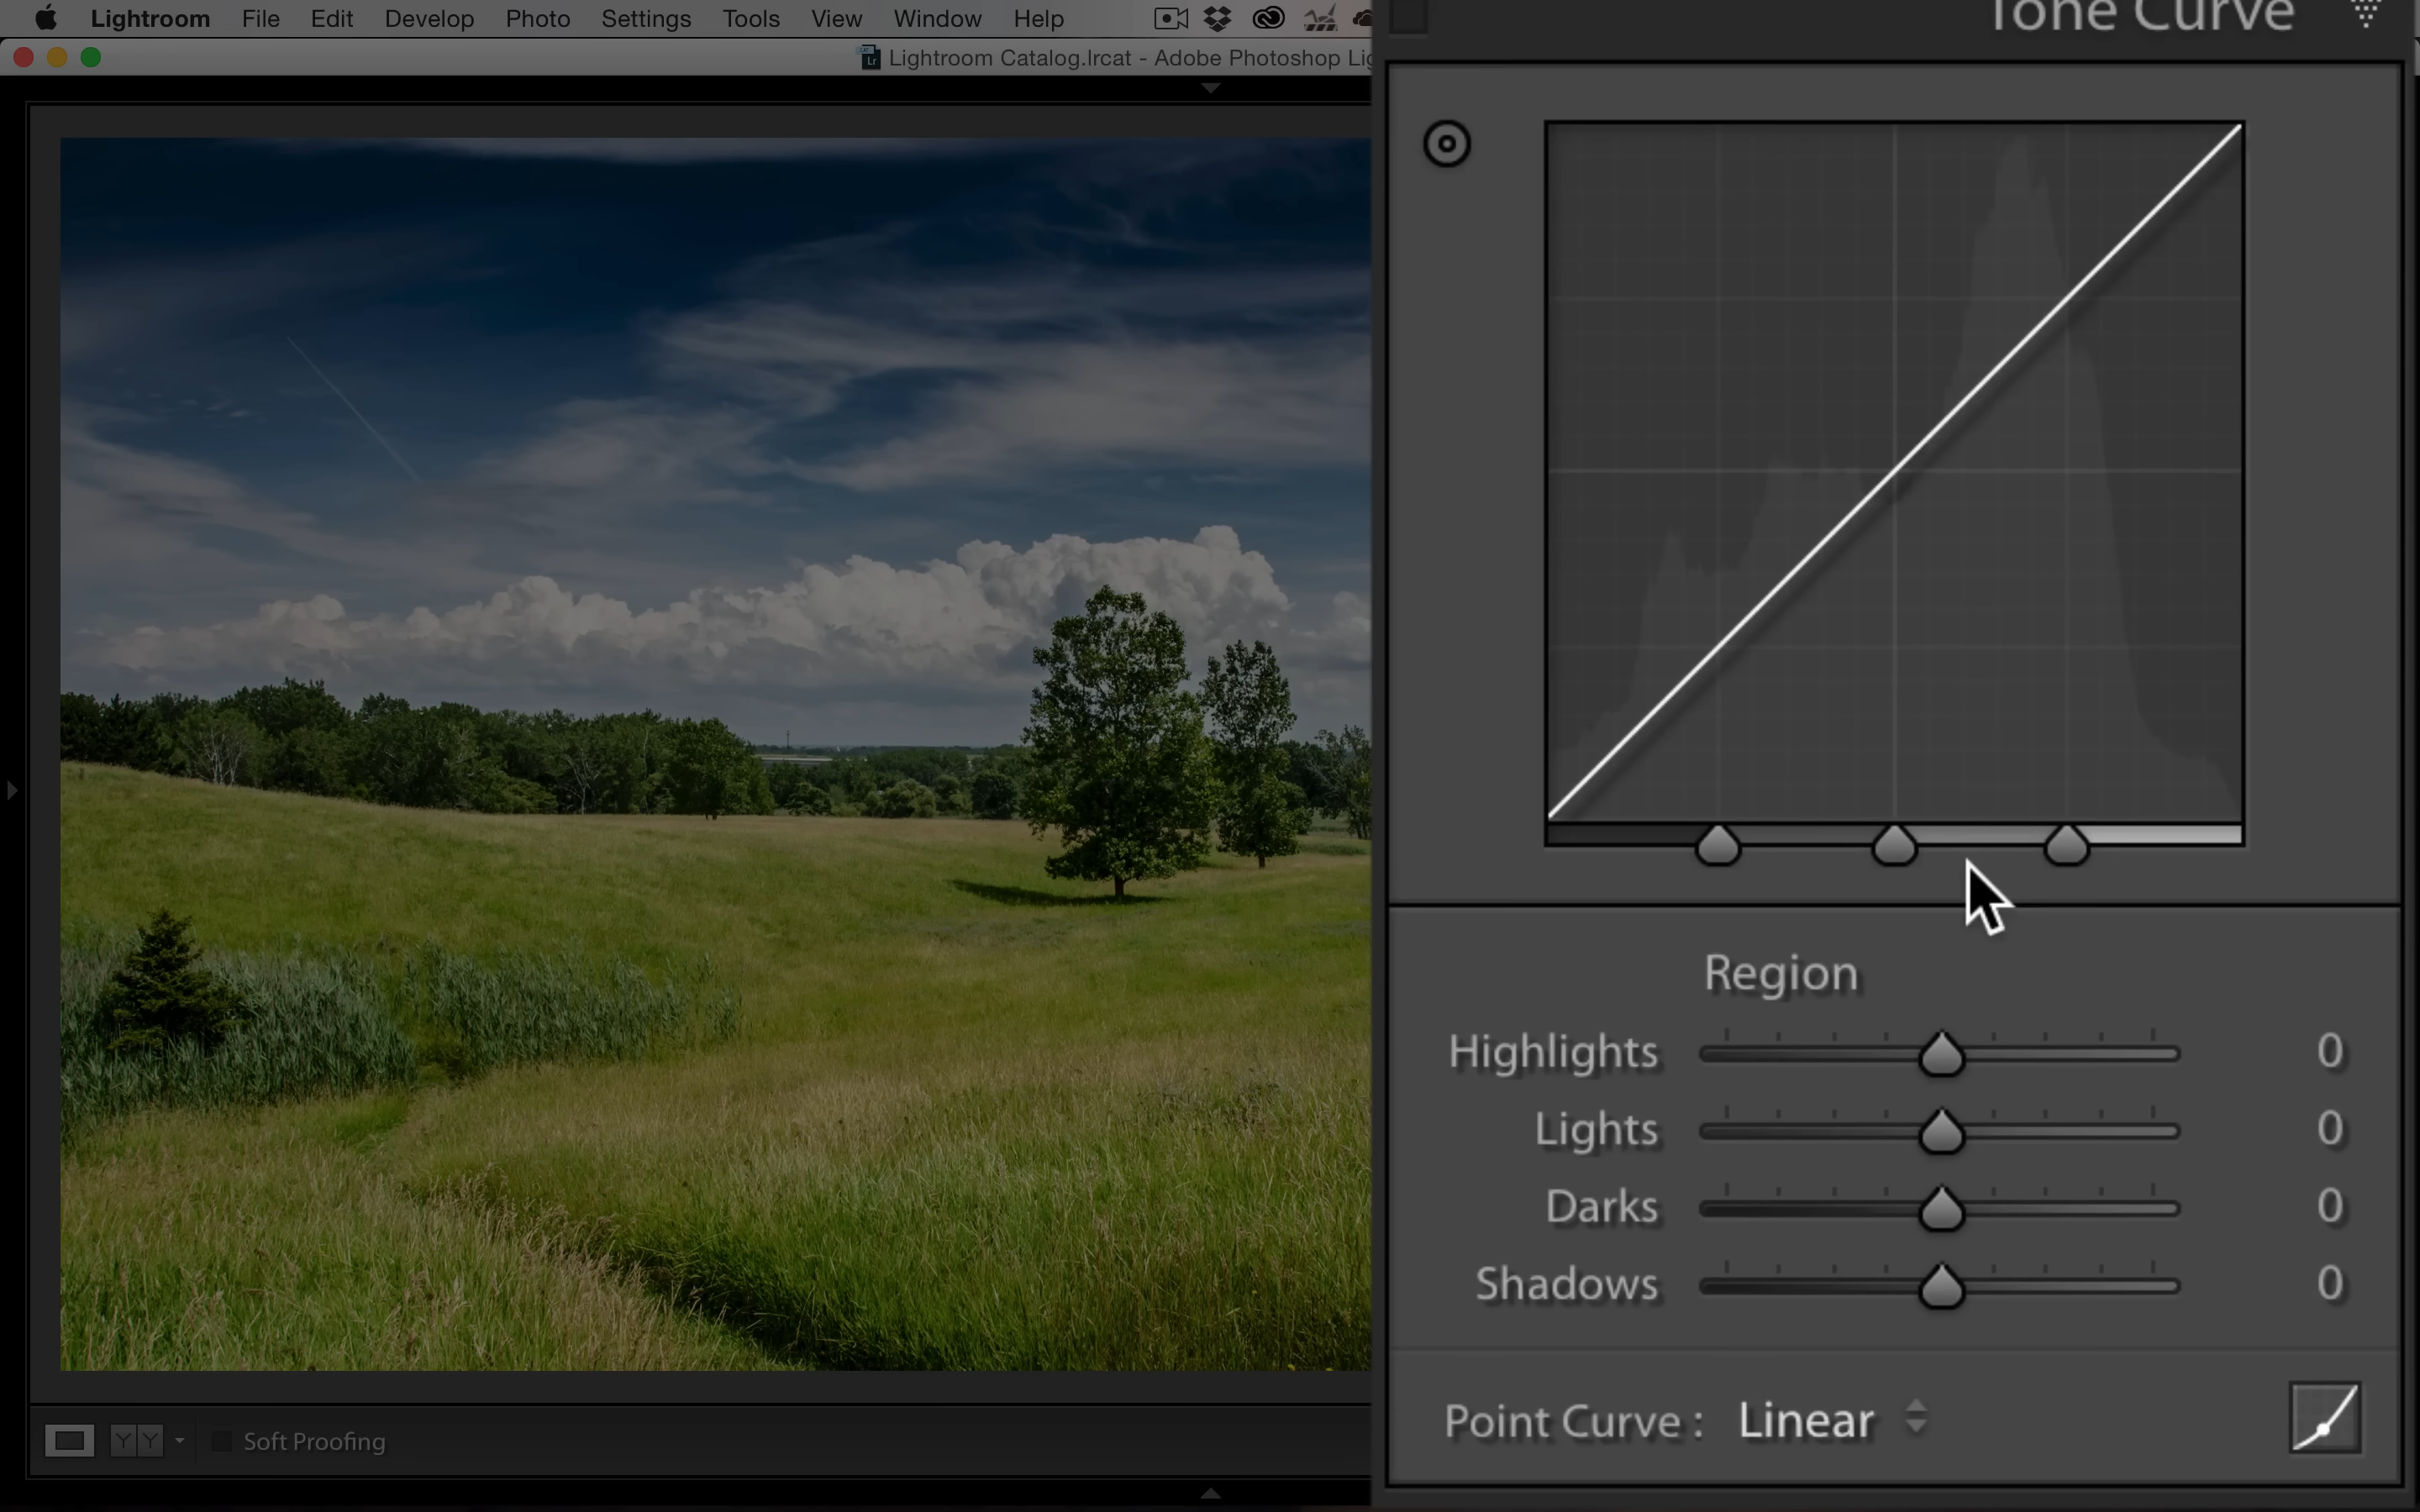 Lightroom File Edit Develop Photo Settings Tools View Window Help
Lightroom Catalog.lrcat - Adobe Photoshop
Tone Curve
Region
Highlights 0
Lights 0
Darks 0
Shadows 0
Point Curve : Linear
YY Soft Proofing